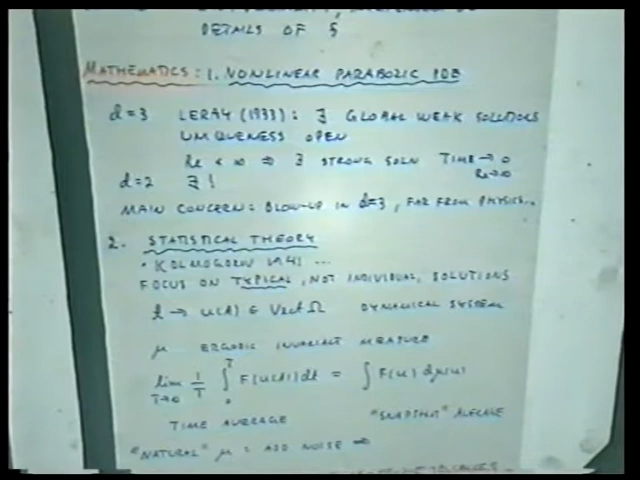 DETAILS OF
MATHEMATICS: 1. NONLINEAR PARABOLIC PDE
d=3 LERAY (1933): ∃ GLOBAL WEAK SOLUTIONS
UNIQUENESS OPEN
Re < ∞ ⇒ ∃ STRONG SOLN TIME → 0
Re→∞
d=2 ∃!
MAIN CONCERN: BLOW-UP IN d=3, FAR FROM PHYSICS...
2. STATISTICAL THEORY
• KOLMOGOROV 1941 ...
FOCUS ON TYPICAL, NOT INDIVIDUAL, SOLUTIONS
t → u(t) ∈ Vect Ω DYNAMICAL SYSTEM
μ ERGODIC INVARIANT MEASURE
lim T→∞ 1/T ∫₀ᵀ F(u(t))dt = ∫ F(u) dμ(u)
TIME AVERAGE "SNAPSHOT" AVERAGE
"NATURAL" μ : ADD NOISE ⇒